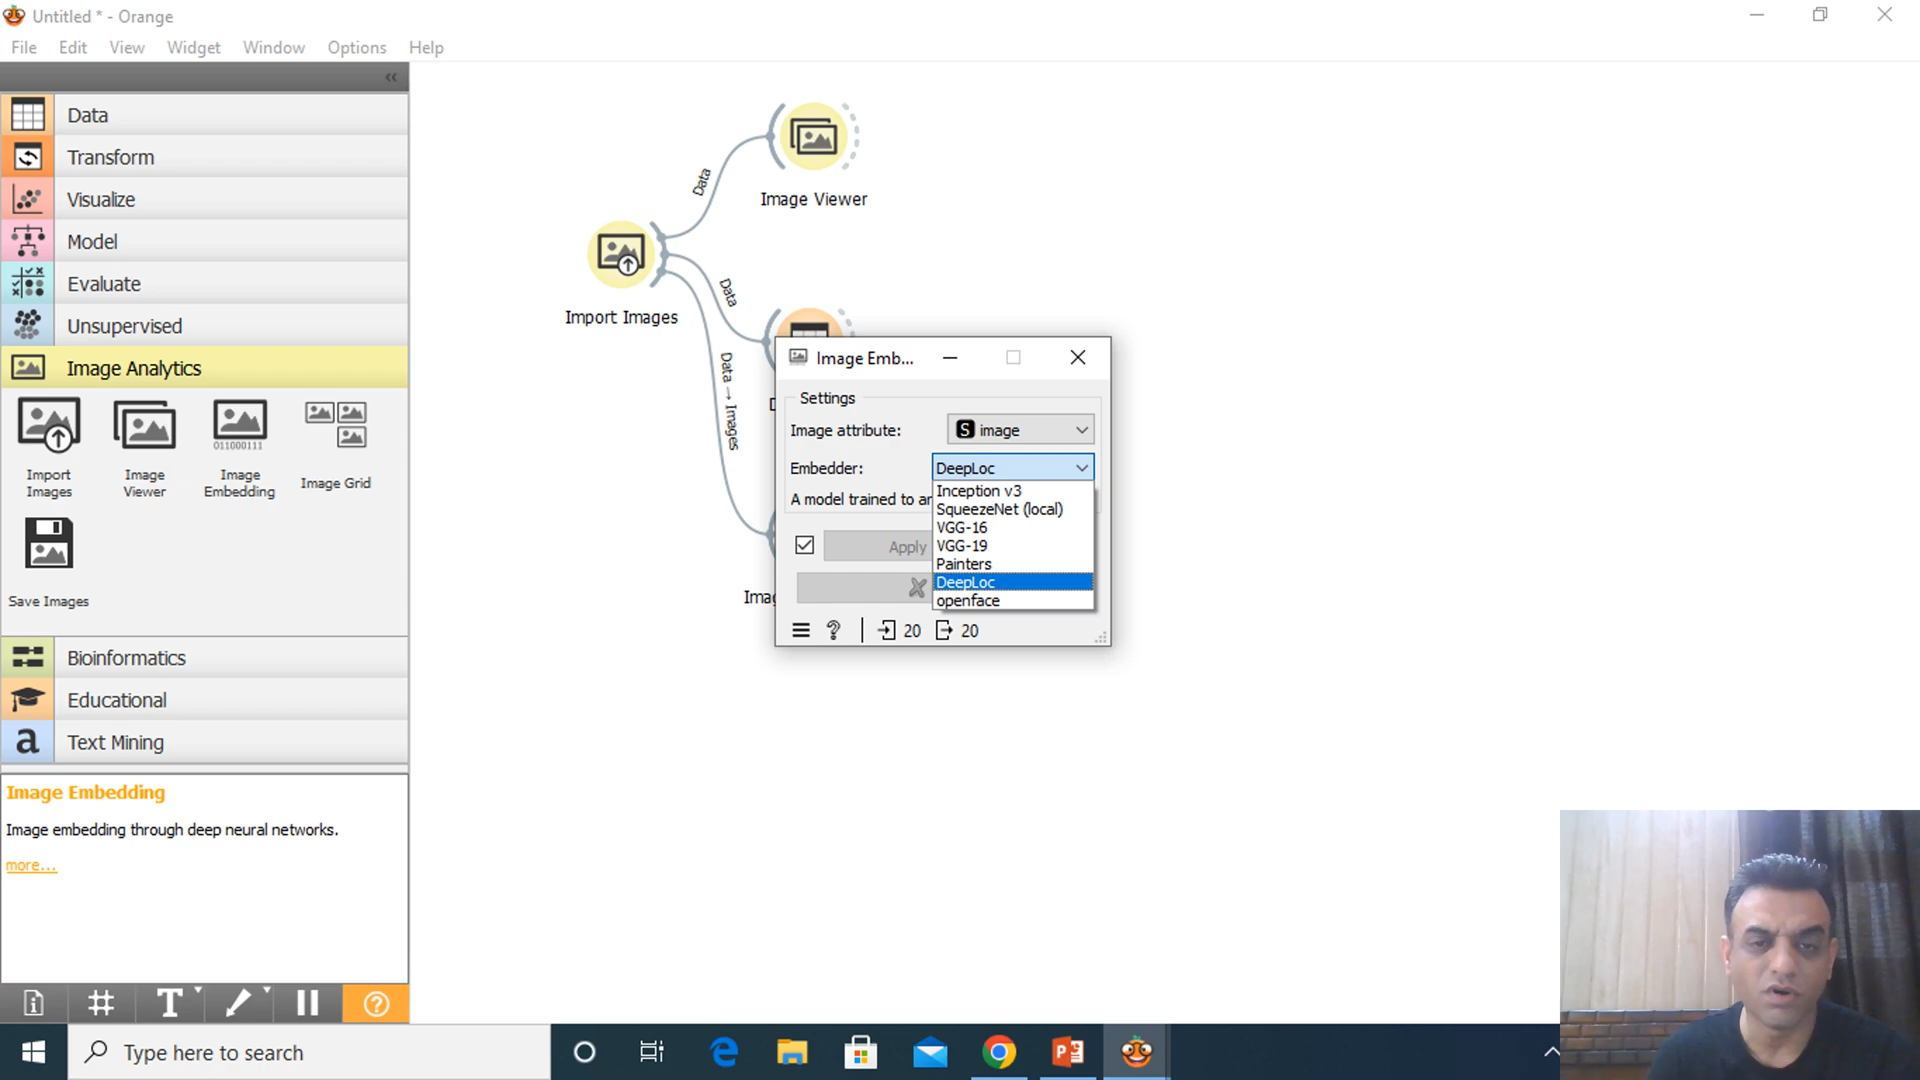 Untitled * - Orange
File Edit View Widget Window Options Help
Data
Transform
Visualize
Model
Evaluate
Unsupervised
Image Analytics
Import Images
Image Viewer
011000111
Image Embedding
Image Grid
Save Images
Bioinformatics
Educational
a Text Mining
Image Embedding
Image embedding through deep neural networks.
more...
Data
Image Viewer
Import Images
Data
Data → Images
Image Emb...
Settings
Image attribute: S image
Embedder: DeepLoc
A model trained to
Inception v3
SqueezeNet (local)
VGG-16
VGG-19
Painters
DeepLoc
openface
Apply
? 20 20
T
Type here to search